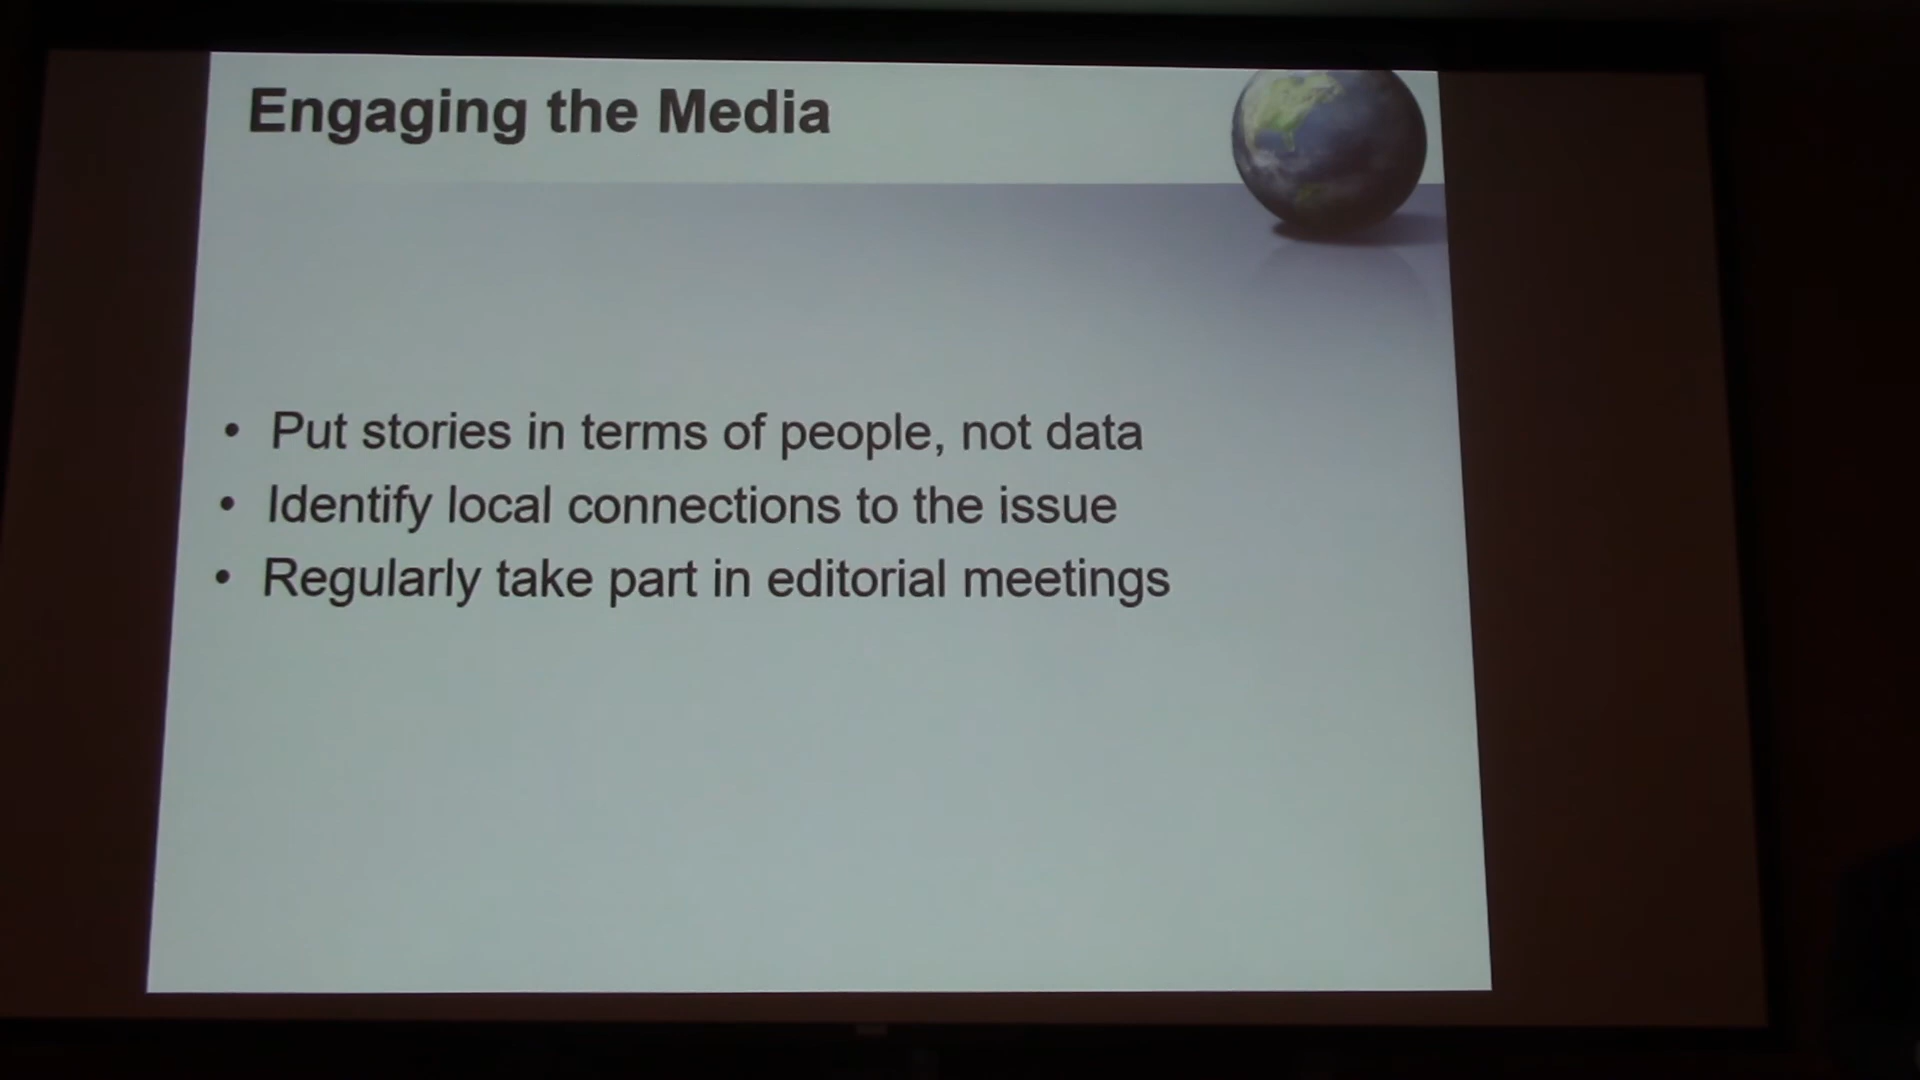 Engaging the Media
• Put stories in terms of people, not data
• Identify local connections to the issue
• Regularly take part in editorial meetings